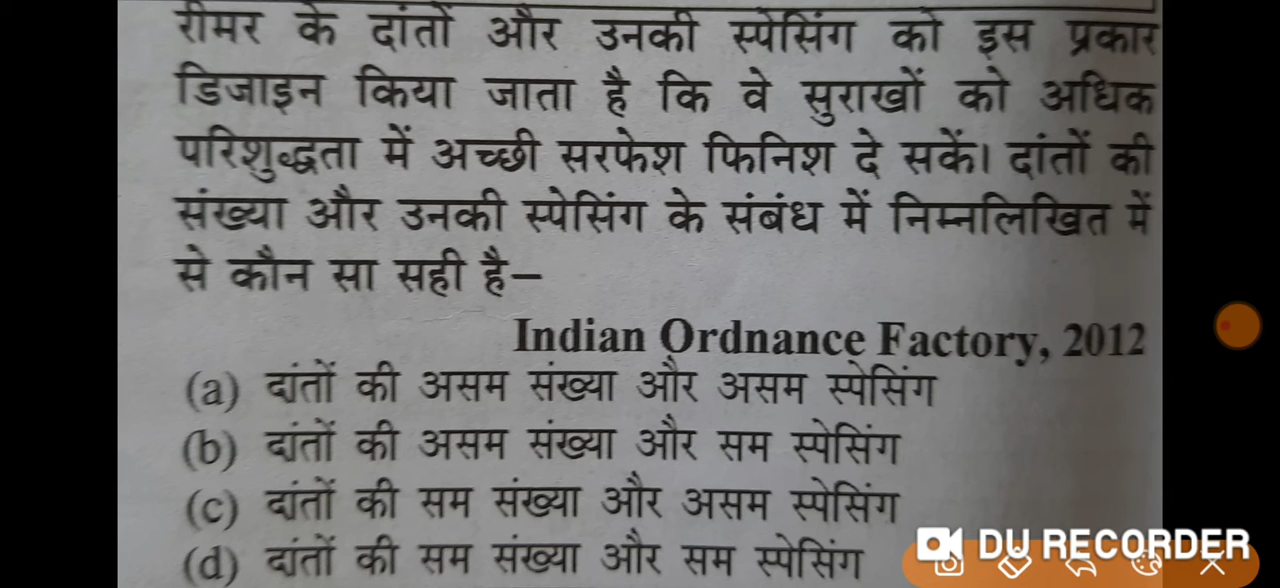 रीमर के दांतों और उनकी स्पेसिंग को इस प्रकार
डिजाइन किया जाता है कि वे सुराखों को अधिक
परिशुद्धता में अच्छी सरफेश फिनिश दे सकें। दांतों की
संख्या और उनकी स्पेसिंग के संबंध में निम्नलिखित में
से कौन सा सही है–
Indian Ordnance Factory, 2012
(a) दांतों की असम संख्या और असम स्पेसिंग
(b) दांतों की असम संख्या और सम स्पेसिंग
(c) दांतों की सम संख्या और असम स्पेसिंग
(d) दांतों की सम संख्या और सम स्पेसिंग
DU RECORDER